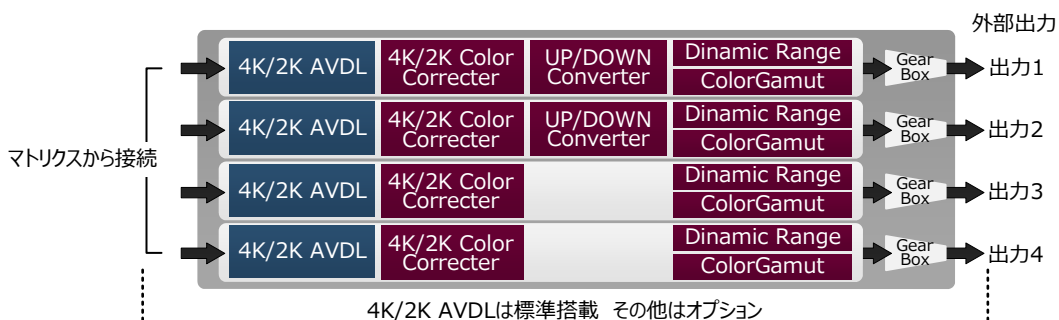 外部出力
4K/2K AVDL
4K/2K Color
Correcter
UP/DOWN
Converter
Dinamic Range
ColorGamut
Gear
Box
出力1
4K/2K AVDL
4K/2K Color
Correcter
UP/DOWN
Converter
Dinamic Range
ColorGamut
Gear
Box
出力2
マトリクスから接続
4K/2K AVDL
4K/2K Color
Correcter
Dinamic Range
ColorGamut
Gear
Box
出力3
4K/2K AVDL
4K/2K Color
Correcter
Dinamic Range
ColorGamut
Gear
Box
出力4
4K/2K AVDLは標準搭載 その他はオプション